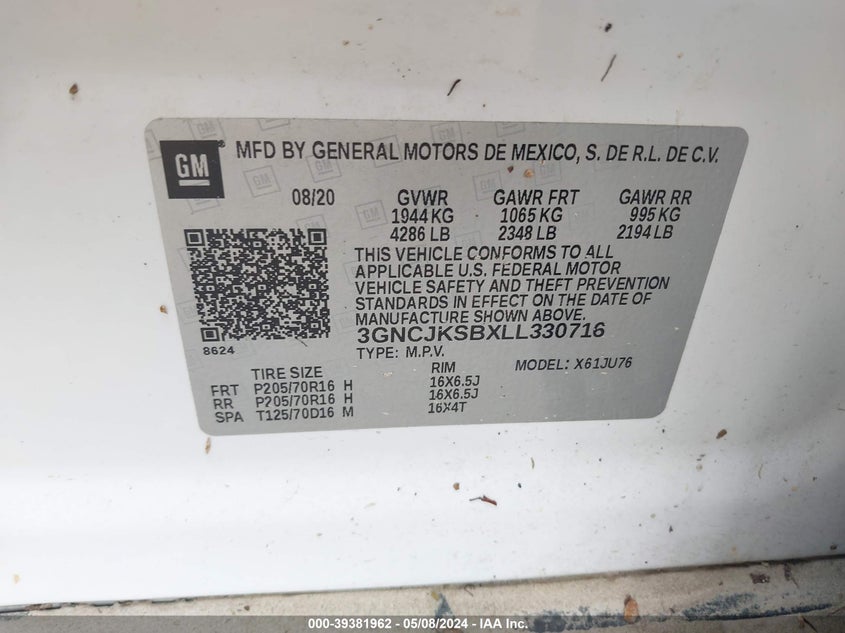 GM
MFD BY GENERAL MOTORS DE MEXICO, S. DE R.L. DE C.V.
08/20 GVWR GAWR FRT GAWR RR
1944 KG 1065 KG 995 KG
4286 LB 2348 LB 2194 LB
THIS VEHICLE CONFORMS TO ALL
APPLICABLE U.S. FEDERAL MOTOR
VEHICLE SAFETY AND THEFT PREVENTION
STANDARDS IN EFFECT ON THE DATE OF
MANUFACTURE SHOWN ABOVE.
3GNCJKSBXLL330716
8624
TYPE: M.P.V. MODEL: X61JU76
TIRE SIZE RIM
FRT P205/70R16 H 16X6.5J
RR P205/70R16 H 16X6.5J
SPA T125/70D16 M 16X4T
000-39381962 - 05/08/2024 - IAA Inc.